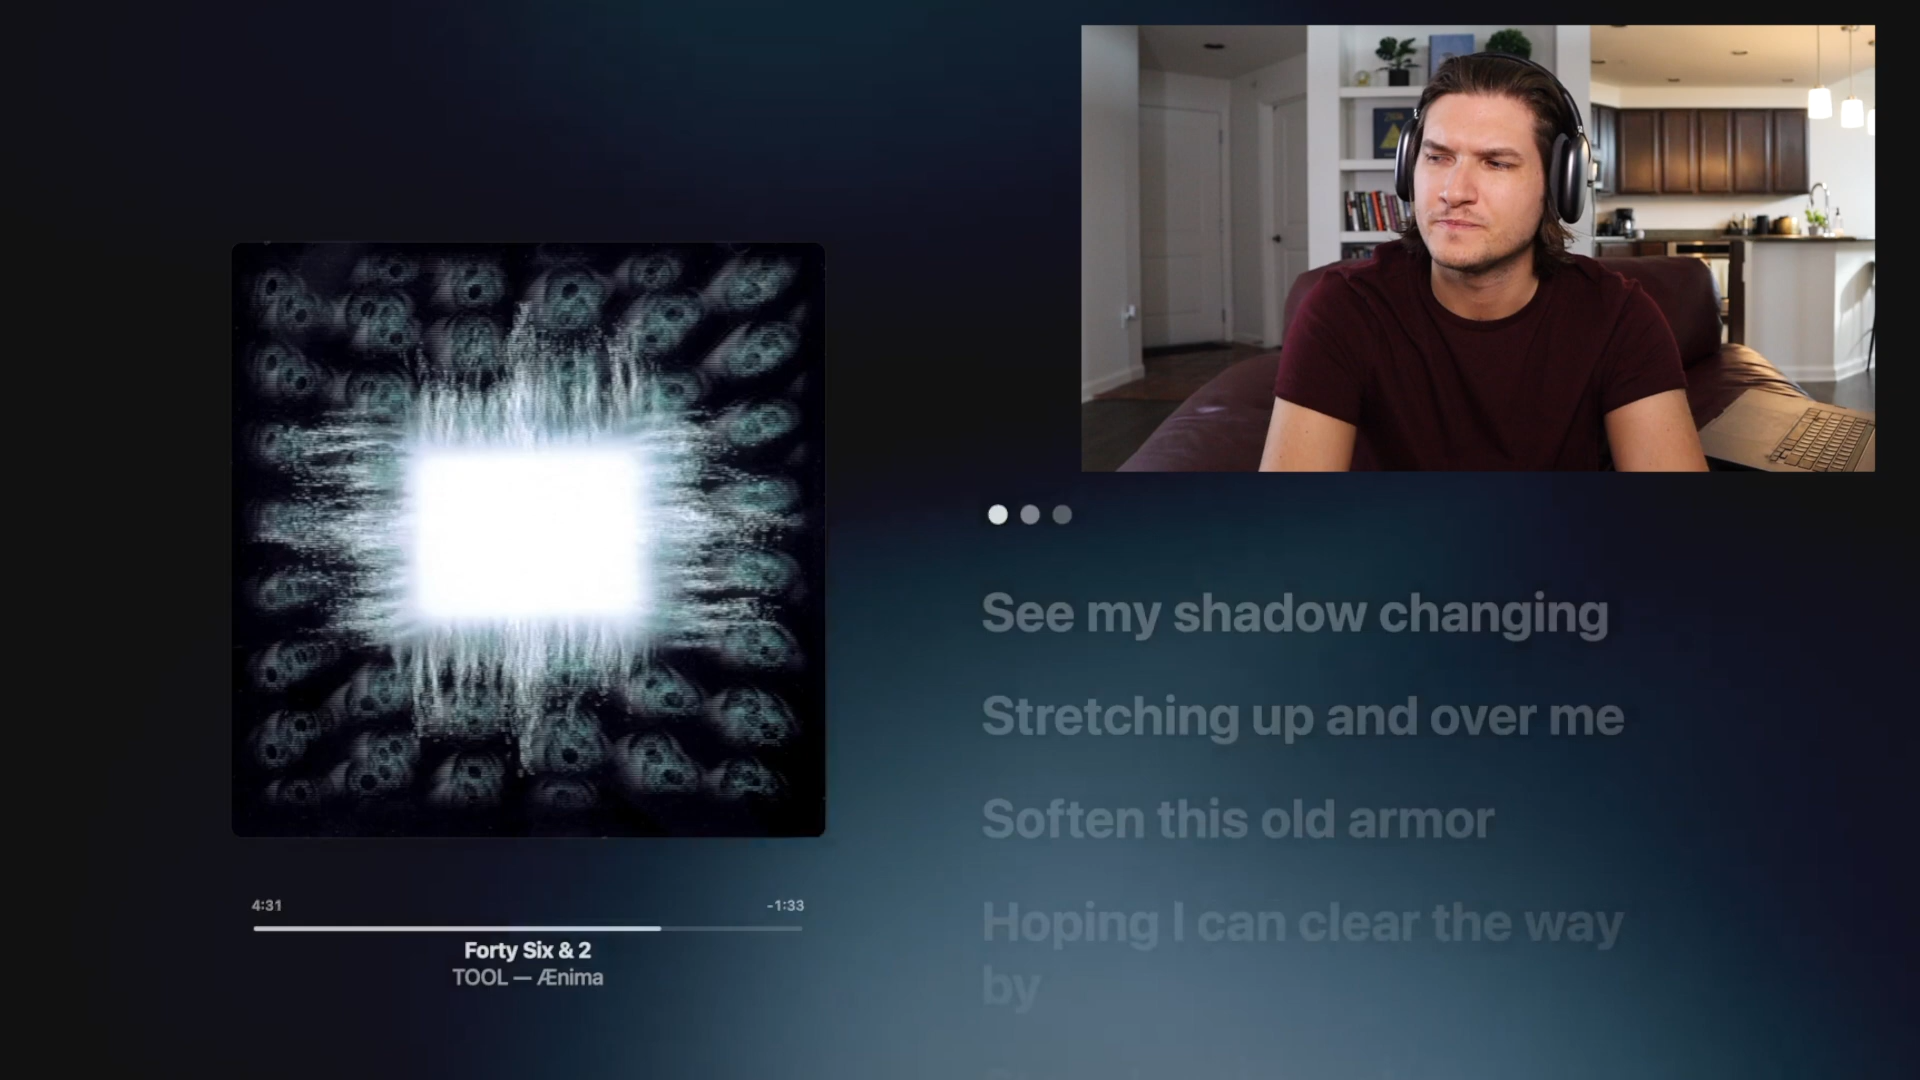 See my shadow changing
Stretching up and over me
Soften this old armor
Hoping I can clear the way
by
4:31
-1:33
Forty Six & 2
TOOL — Ænima